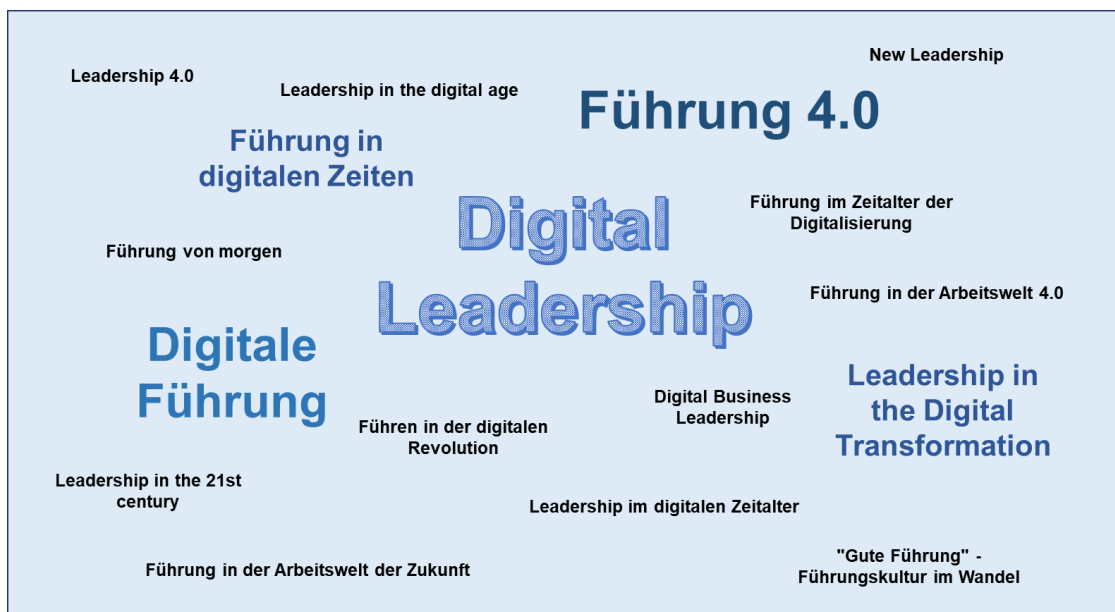 New Leadership
Leadership 4.0
Leadership in the digital age
Führung 4.0
Führung in
digitalen Zeiten
Digital
Leadership
Führung im Zeitalter der
Digitalisierung
Führung von morgen
Führung in der Arbeitswelt 4.0
Digitale
Führung
Leadership in
the Digital
Transformation
Digital Business
Leadership
Führen in der digitalen
Revolution
Leadership in the 21st
century
Leadership im digitalen Zeitalter
"Gute Führung" -
Führungskultur im Wandel
Führung in der Arbeitswelt der Zukunft